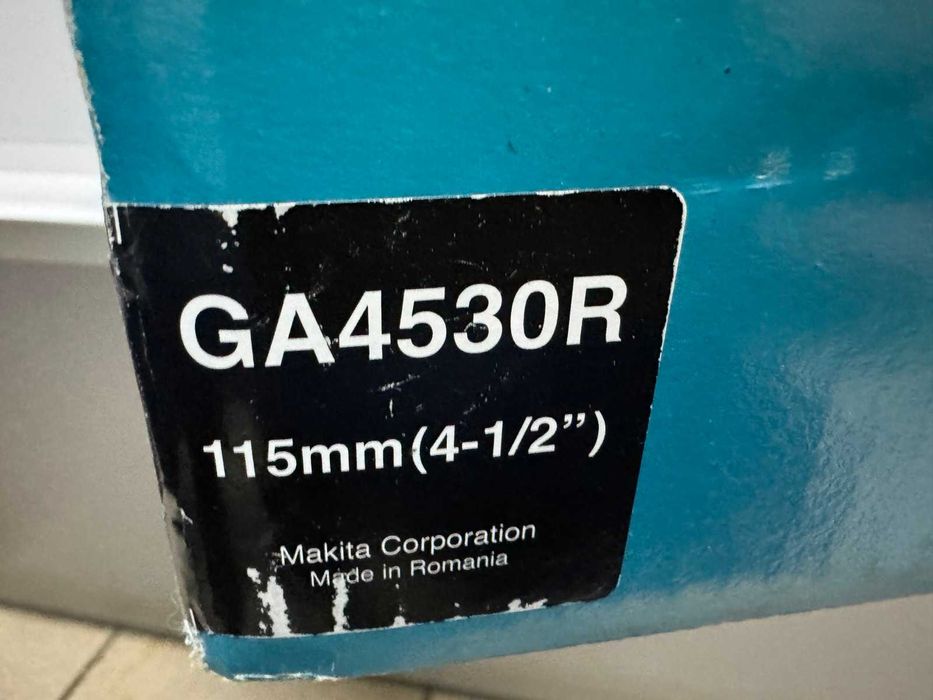 GA4530R
115mm(4-1/2”)
Makita Corporation
Made in Romania